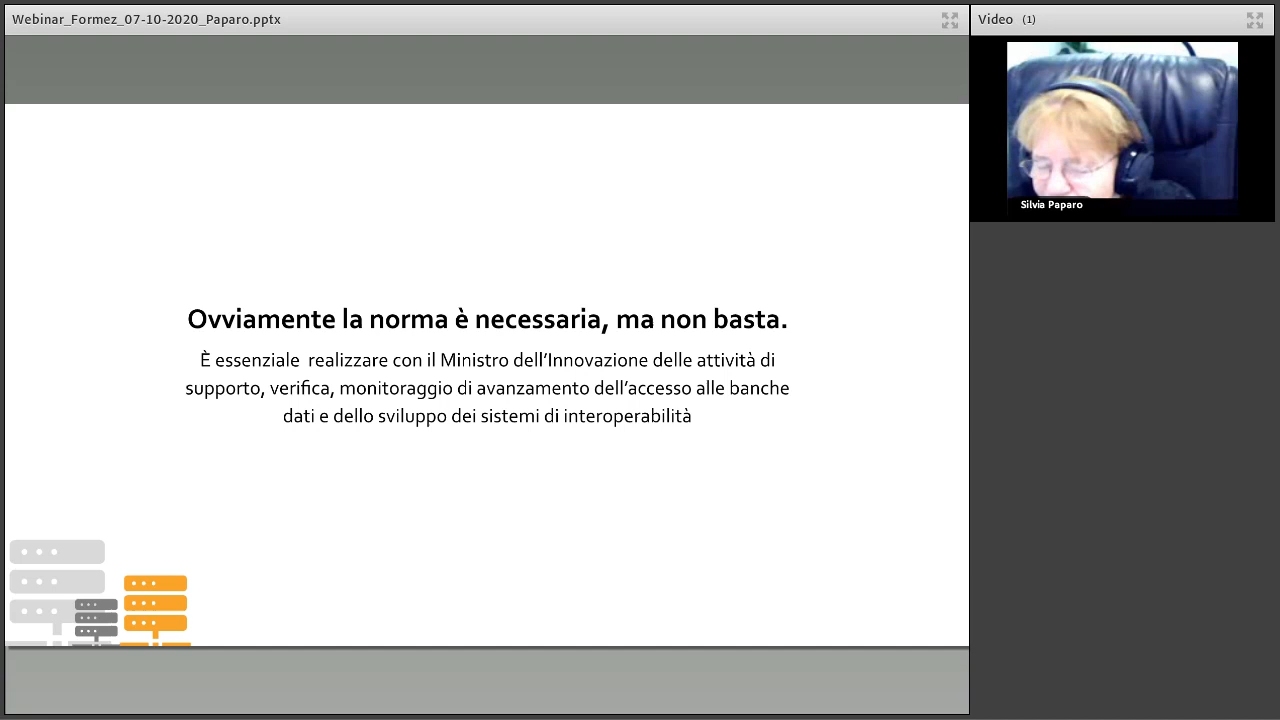 Webinar_Formez_07-10-2020_Paparo.pptx
Video (1)
Silvia Paparo
Ovviamente la norma è necessaria, ma non basta.
È essenziale realizzare con il Ministro dell'Innovazione delle attività di
supporto, verifica, monitoraggio di avanzamento dell'accesso alle banche
dati e dello sviluppo dei sistemi di interoperabilità